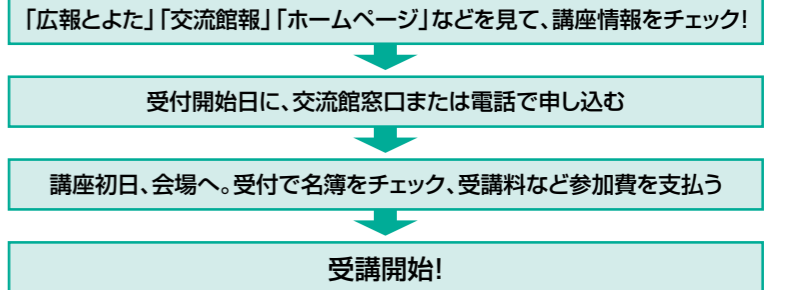 「広報とよた」「交流館報」「ホームページ」などを見て、講座情報をチェック!
受付開始日に、交流館窓口または電話で申し込む
講座初日、会場へ。受付で名簿をチェック、受講料など参加費を支払う
受講開始!